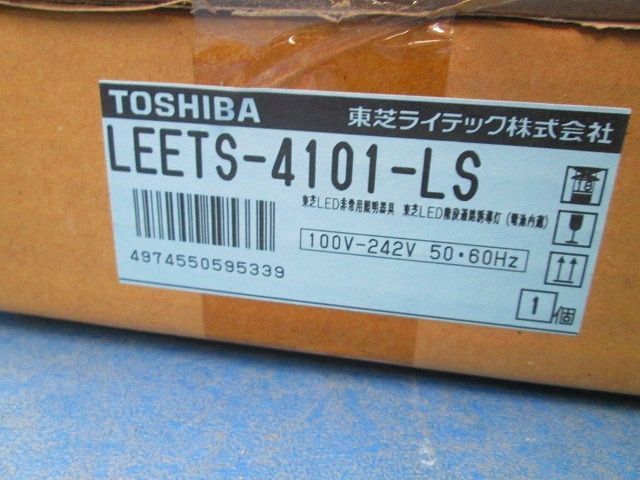 TOSHIBA 東芝ライテック株式会社
LEETS-4101-LS
東芝LED非常用照明器具 東芝LED階段通路誘導灯(電池内蔵)
100V-242V 50・60Hz
4974550595339
1個